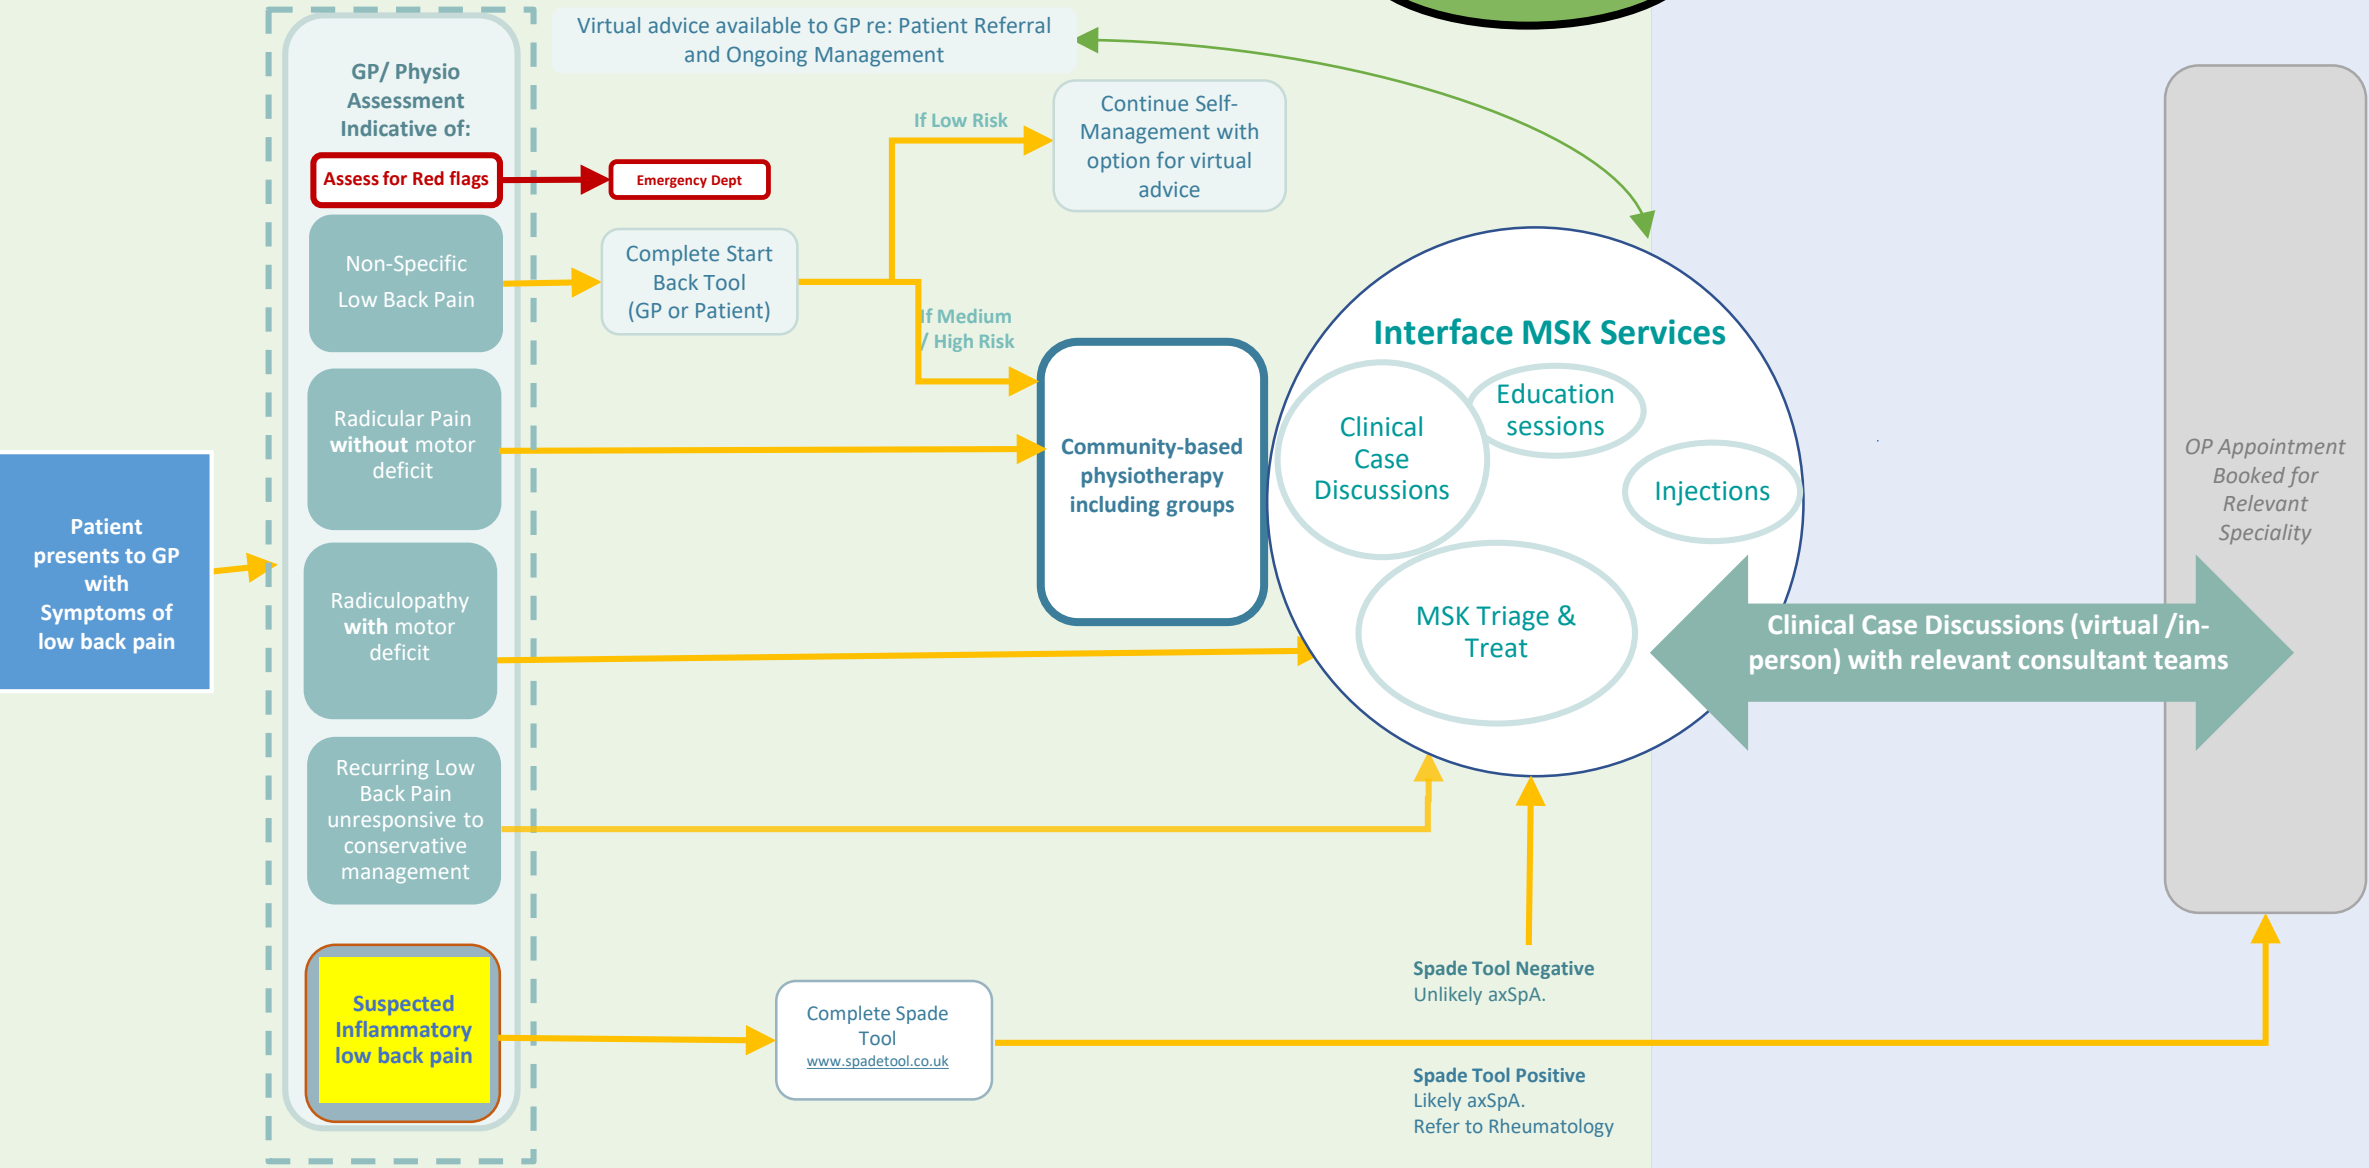 Virtual advice available to GP re: Patient Referral
and Ongoing Management
GP/ Physio
Assessment
Indicative of:
Assess for Red flags
Emergency Dept
Non-Specific
Low Back Pain
Complete Start
Back Tool
(GP or Patient)
If Low Risk
Continue Self-
Management with
option for virtual
advice
If Medium
/ High Risk
Radicular Pain
without motor
deficit
Community-based
physiotherapy
including groups
Interface MSK Services
Clinical
Case
Discussions
Education
sessions
Injections
MSK Triage &
Treat
OP Appointment
Booked for
Relevant
Speciality
Patient
presents to GP
with
Symptoms of
low back pain
Radiculopathy
with motor
deficit
Clinical Case Discussions (virtual /in-
person) with relevant consultant teams
Recurring Low
Back Pain
unresponsive to
conservative
management
Suspected
Inflammatory
low back pain
Complete Spade
Tool
www.spadetool.co.uk
Spade Tool Negative
Unlikely axSpA.
Spade Tool Positive
Likely axSpA.
Refer to Rheumatology